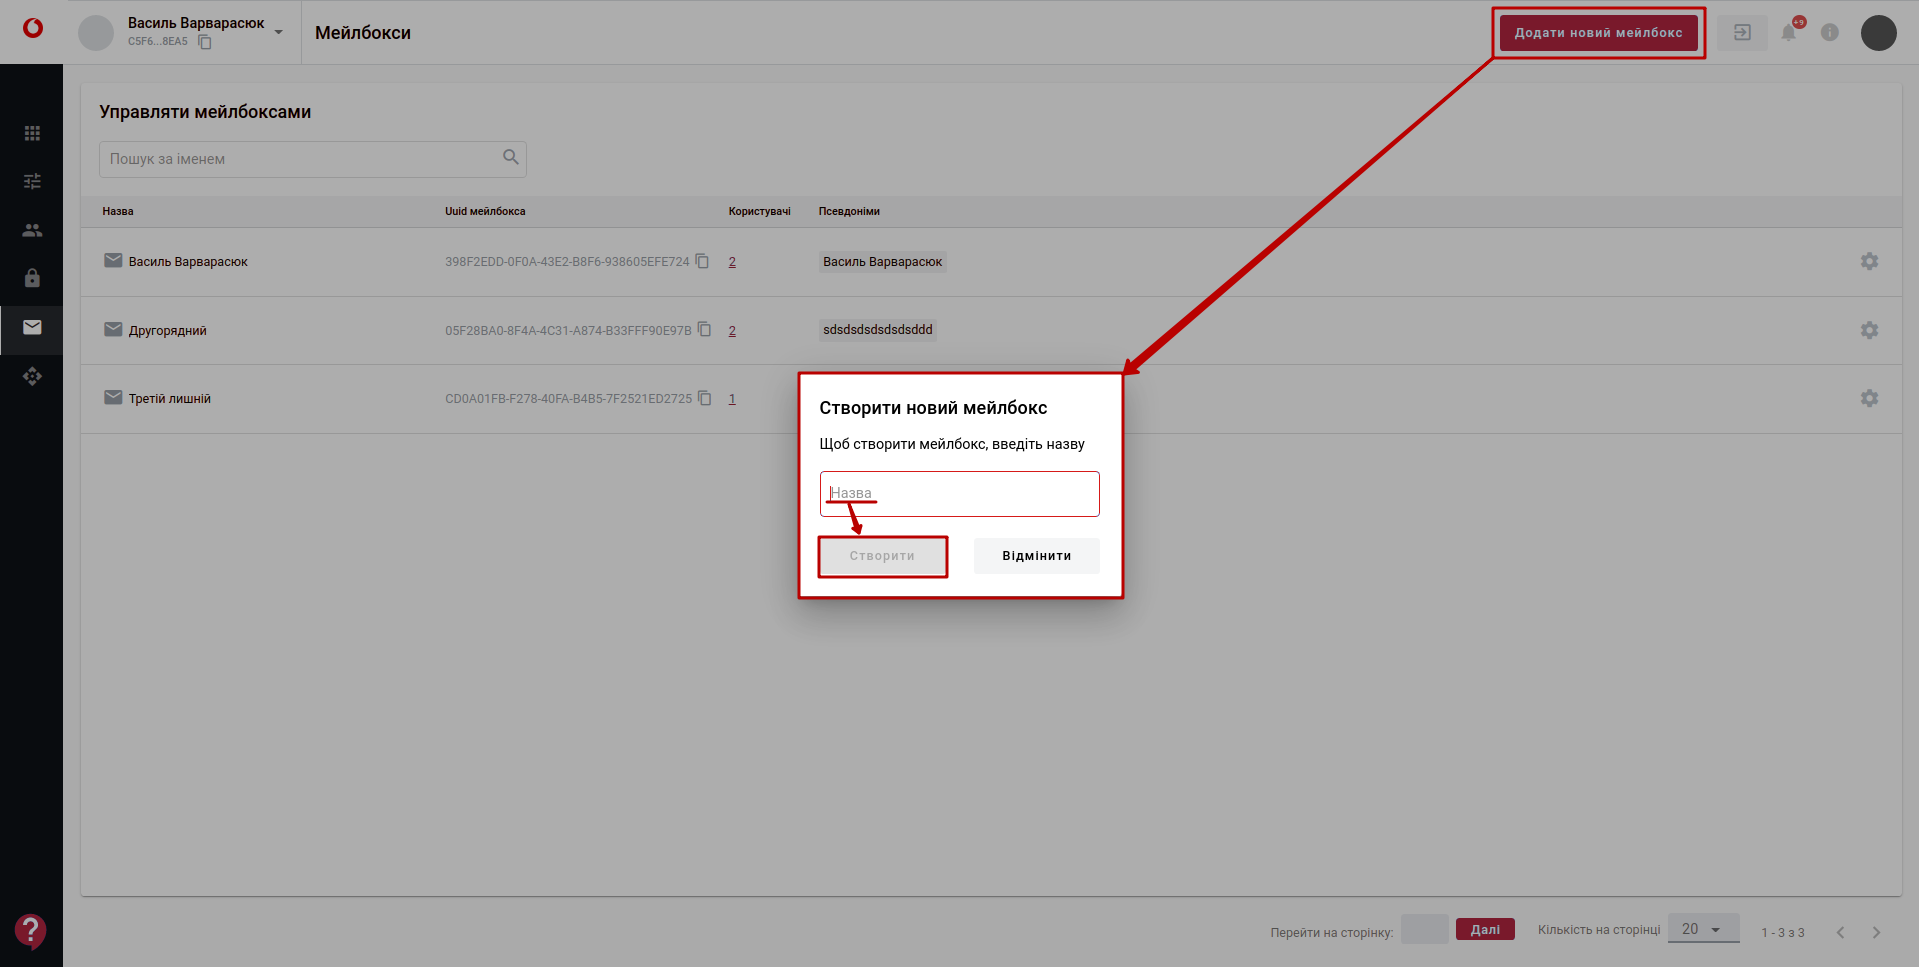 Василь Варварасюк
C5F6...8EA5
Мейлбокси
Додати новий мейлбокс
+9
Управляти мейлбоксами
Пошук за іменем
Назва Uuid мейлбокса Користувачі Псевдоніми
Василь Варварасюк 398F2EDD-0F0A-43E2-B8F6-938605EFE724 2 Василь Варварасюк
Другорядний 05F28BA0-8F4A-4C31-A874-B33FFF90E97B 2 sdsdsdsdsdsdsddd
Третій лишній CD0A01FB-F278-40FA-B4B5-7F2521ED2725 1
Створити новий мейлбокс
Щоб створити мейлбокс, введіть назву
Назва
Створити Відмінити
Перейти на сторінку: Далі Кількість на сторінці 20 1 - 3 з 3